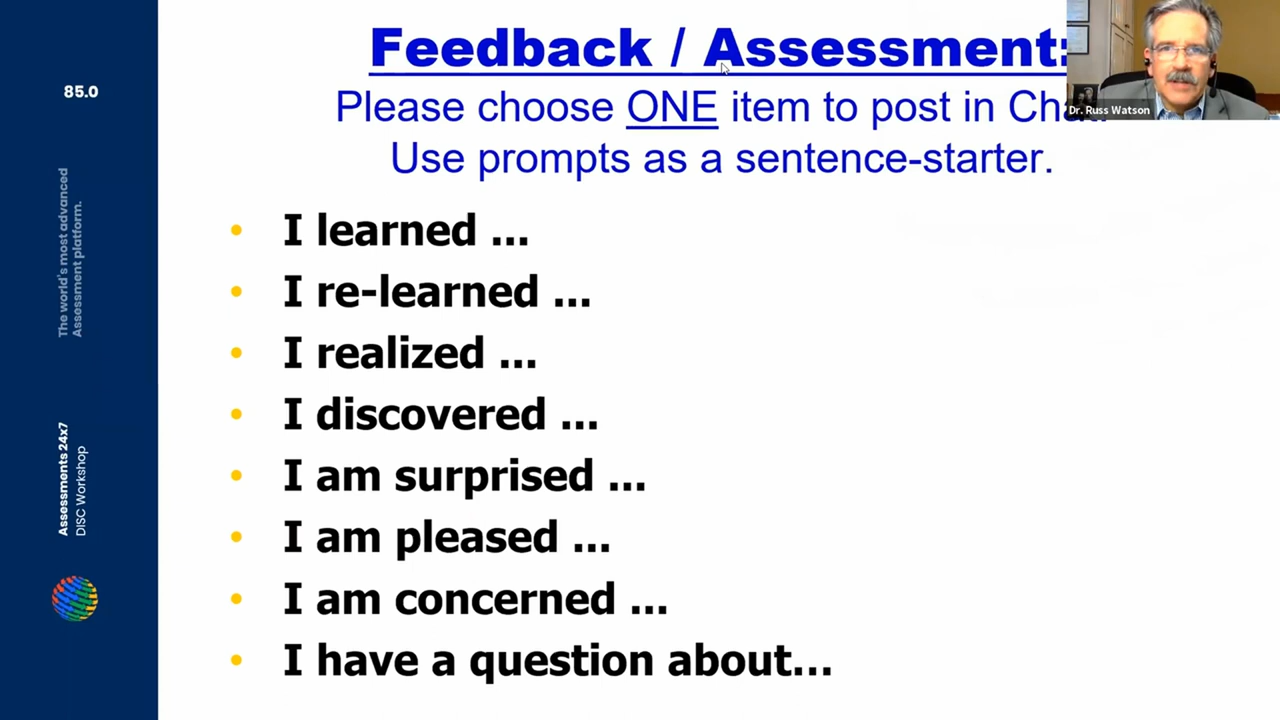 85.0
The world's most advanced
Assessment platform.
Assessments 24x7
DISC Workshop
Feedback / Assessment:
Please choose ONE item to post in
Use prompts as a sentence-starter.
Dr. Russ Watson
• I learned ...
• I re-learned ...
• I realized ...
• I discovered ...
• I am surprised ...
• I am pleased ...
• I am concerned ...
• I have a question about...